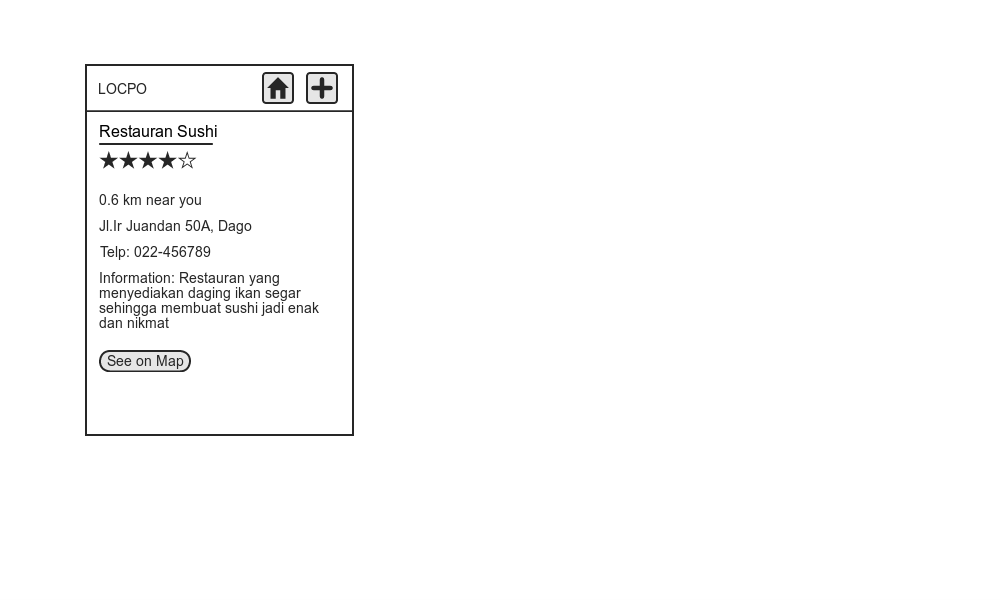 LOCPO
Restauran Sushi
★★★★☆
0.6 km near you
Jl.Ir Juandan 50A, Dago
Telp: 022-456789
Information: Restauran yang
menyediakan daging ikan segar
sehingga membuat sushi jadi enak
dan nikmat
See on Map